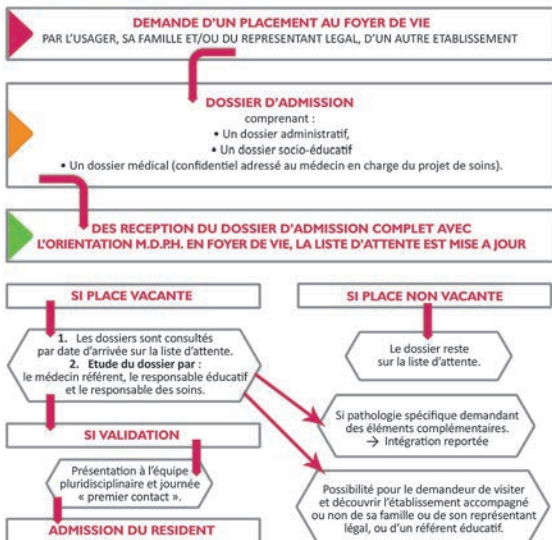 DEMANDE D'UN PLACEMENT AU FOYER DE VIE
PAR L'USAGER, SA FAMILLE ET/OU DU REPRESENTANT LEGAL, D'UN AUTRE ETABLISSEMENT
DOSSIER D'ADMISSION
comprenant :
• Un dossier administratif,
• Un dossier socio-éducatif
• Un dossier médical (confidentiel adressé au médecin en charge du projet de soins).
DES RECEPTION DU DOSSIER D'ADMISSION COMPLET AVEC
L'ORIENTATION M.D.P.H. EN FOYER DE VIE, LA LISTE D'ATTENTE EST MISE A JOUR
SI PLACE VACANTE
1. Les dossiers sont consultés
par date d'arrivée sur la liste d'attente.
2. Etude du dossier par :
le médecin référent, le responsable éducatif
et le responsable des soins.
SI VALIDATION
Présentation à l'équipe
pluridisciplinaire et journée
« premier contact ».
ADMISSION DU RESIDENT
SI PLACE NON VACANTE
Le dossier reste
sur la liste d'attente.
Si pathologie spécifique demandant
des éléments complémentaires.
→ Intégration reportée
Possibilité pour le demandeur de visiter
et découvrir l'établissement accompagné
ou non de sa famille ou de son représentant
légal, ou d'un référent éducatif.